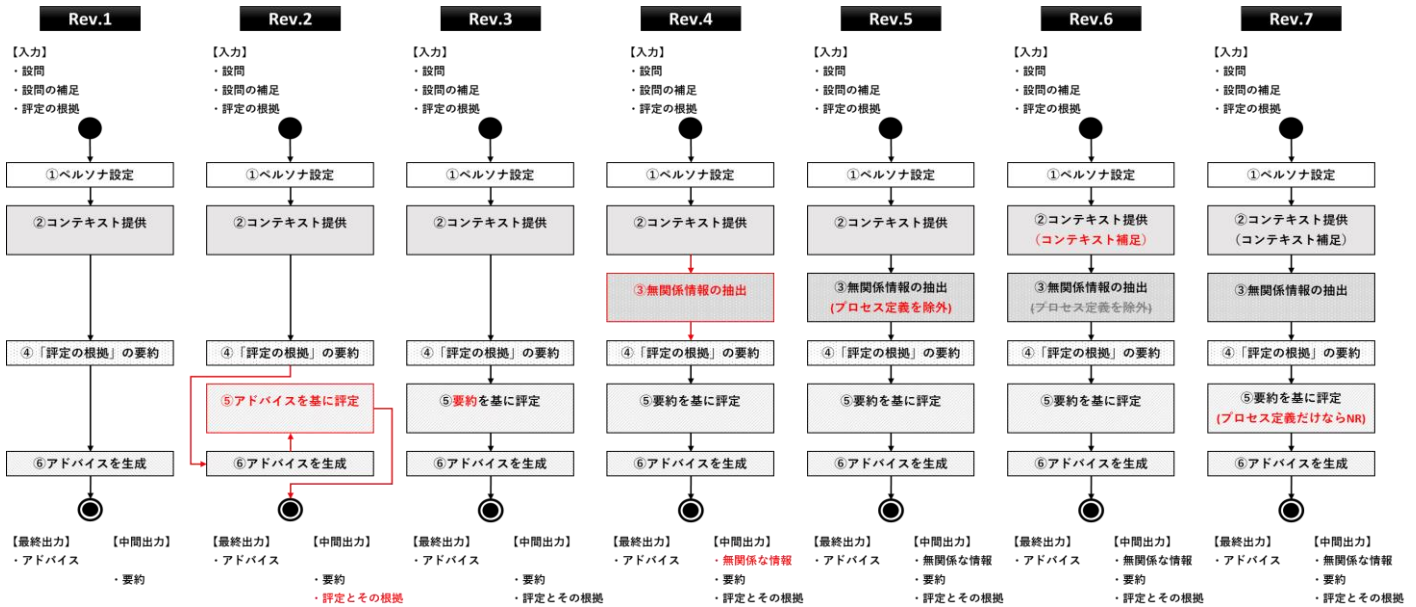 Rev.1
【入力】
・設問
・設問の補足
・評定の根拠
①ペルソナ設定
②コンテキスト提供
④「評定の根拠」の要約
⑥アドバイスを生成
【最終出力】
・アドバイス
【中間出力】
・要約
Rev.2
【入力】
・設問
・設問の補足
・評定の根拠
①ペルソナ設定
②コンテキスト提供
④「評定の根拠」の要約
⑤アドバイスを基に評定
⑥アドバイスを生成
【最終出力】
・アドバイス
【中間出力】
・要約
・評定とその根拠
Rev.3
【入力】
・設問
・設問の補足
・評定の根拠
①ペルソナ設定
②コンテキスト提供
④「評定の根拠」の要約
⑤要約を基に評定
⑥アドバイスを生成
【最終出力】
・アドバイス
【中間出力】
・要約
・評定とその根拠
Rev.4
【入力】
・設問
・設問の補足
・評定の根拠
①ペルソナ設定
②コンテキスト提供
③無関係情報の抽出
④「評定の根拠」の要約
⑤要約を基に評定
⑥アドバイスを生成
【最終出力】
・アドバイス
【中間出力】
・無関係な情報
・要約
・評定とその根拠
Rev.5
【入力】
・設問
・設問の補足
・評定の根拠
①ペルソナ設定
②コンテキスト提供
③無関係情報の抽出
(プロセス定義を除外)
④「評定の根拠」の要約
⑤要約を基に評定
⑥アドバイスを生成
【最終出力】
・アドバイス
【中間出力】
・無関係な情報
・要約
・評定とその根拠
Rev.6
【入力】
・設問
・設問の補足
・評定の根拠
①ペルソナ設定
②コンテキスト提供
（コンテキスト補足）
③無関係情報の抽出
(プロセス定義を除外)
④「評定の根拠」の要約
⑤要約を基に評定
⑥アドバイスを生成
【最終出力】
・アドバイス
【中間出力】
・無関係な情報
・要約
・評定とその根拠
Rev.7
【入力】
・設問
・設問の補足
・評定の根拠
①ペルソナ設定
②コンテキスト提供
（コンテキスト補足）
③無関係情報の抽出
④「評定の根拠」の要約
⑤要約を基に評定
(プロセス定義だけならNR)
⑥アドバイスを生成
【最終出力】
・アドバイス
【中間出力】
・無関係な情報
・要約
・評定とその根拠